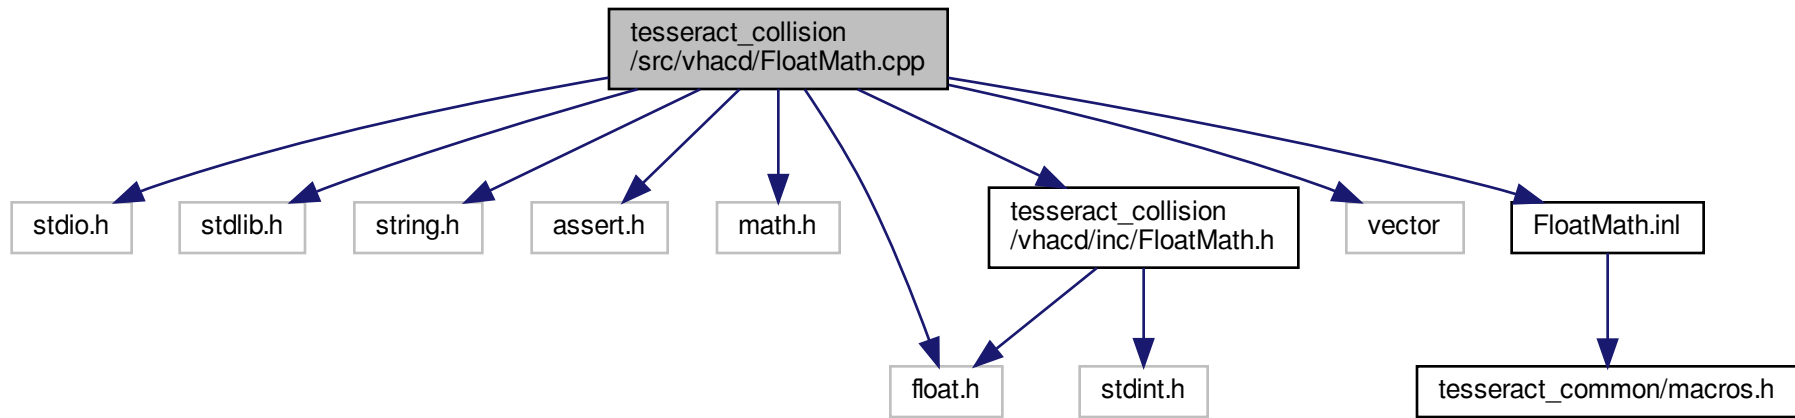 tesseract_collision
/src/vhacd/FloatMath.cpp
stdio.h
stdlib.h
string.h
assert.h
math.h
tesseract_collision
/vhacd/inc/FloatMath.h
vector
FloatMath.inl
float.h
stdint.h
tesseract_common/macros.h